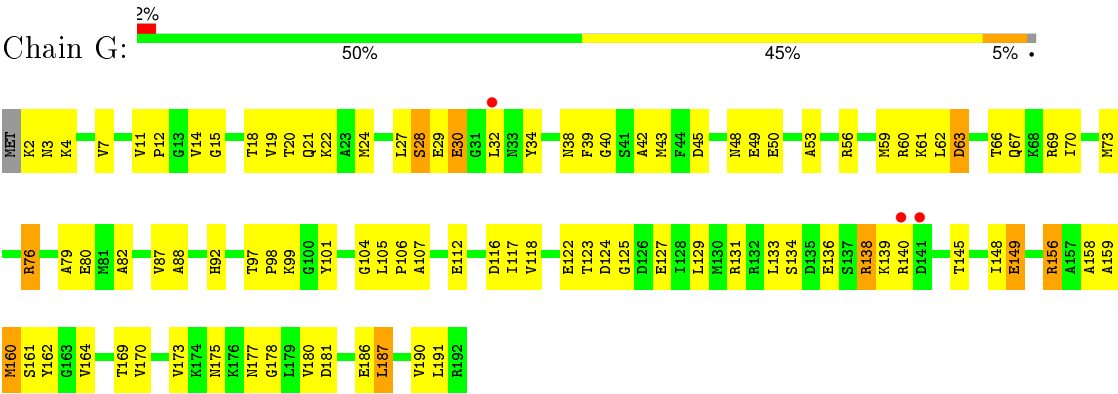 2%
Chain G:
50% 45% 5% .
MET K2 N3 K4 V7 V11 P12 G13 V14 G15 T18 V19 T20 Q21 K22 A23 M24 L27 S28 E29 E30 G31 L32 N33 Y34 N38 F39 G40 S41 A42 M43 F44 D45 N48 E49 E50 A53 R56 M59 R60 K61 L62 D63 T66 Q67 K68 R69 I70 M73
R76 A79 E80 M81 A82 V87 A88 H92 T97 P98 K99 G100 Y101 G104 L105 P106 A107 E112 D116 I117 V118 E122 T123 D124 G125 D126 E127 I128 L129 M130 R131 R132 L133 S134 D135 E136 S137 R138 K139 R140 D141 T145 I148 E149 R156 A157 A158 A159
M160 S161 Y162 G163 V164 T169 V170 V173 K174 N175 K176 N177 G178 L179 V180 D181 E186 L187 V190 L191 R192